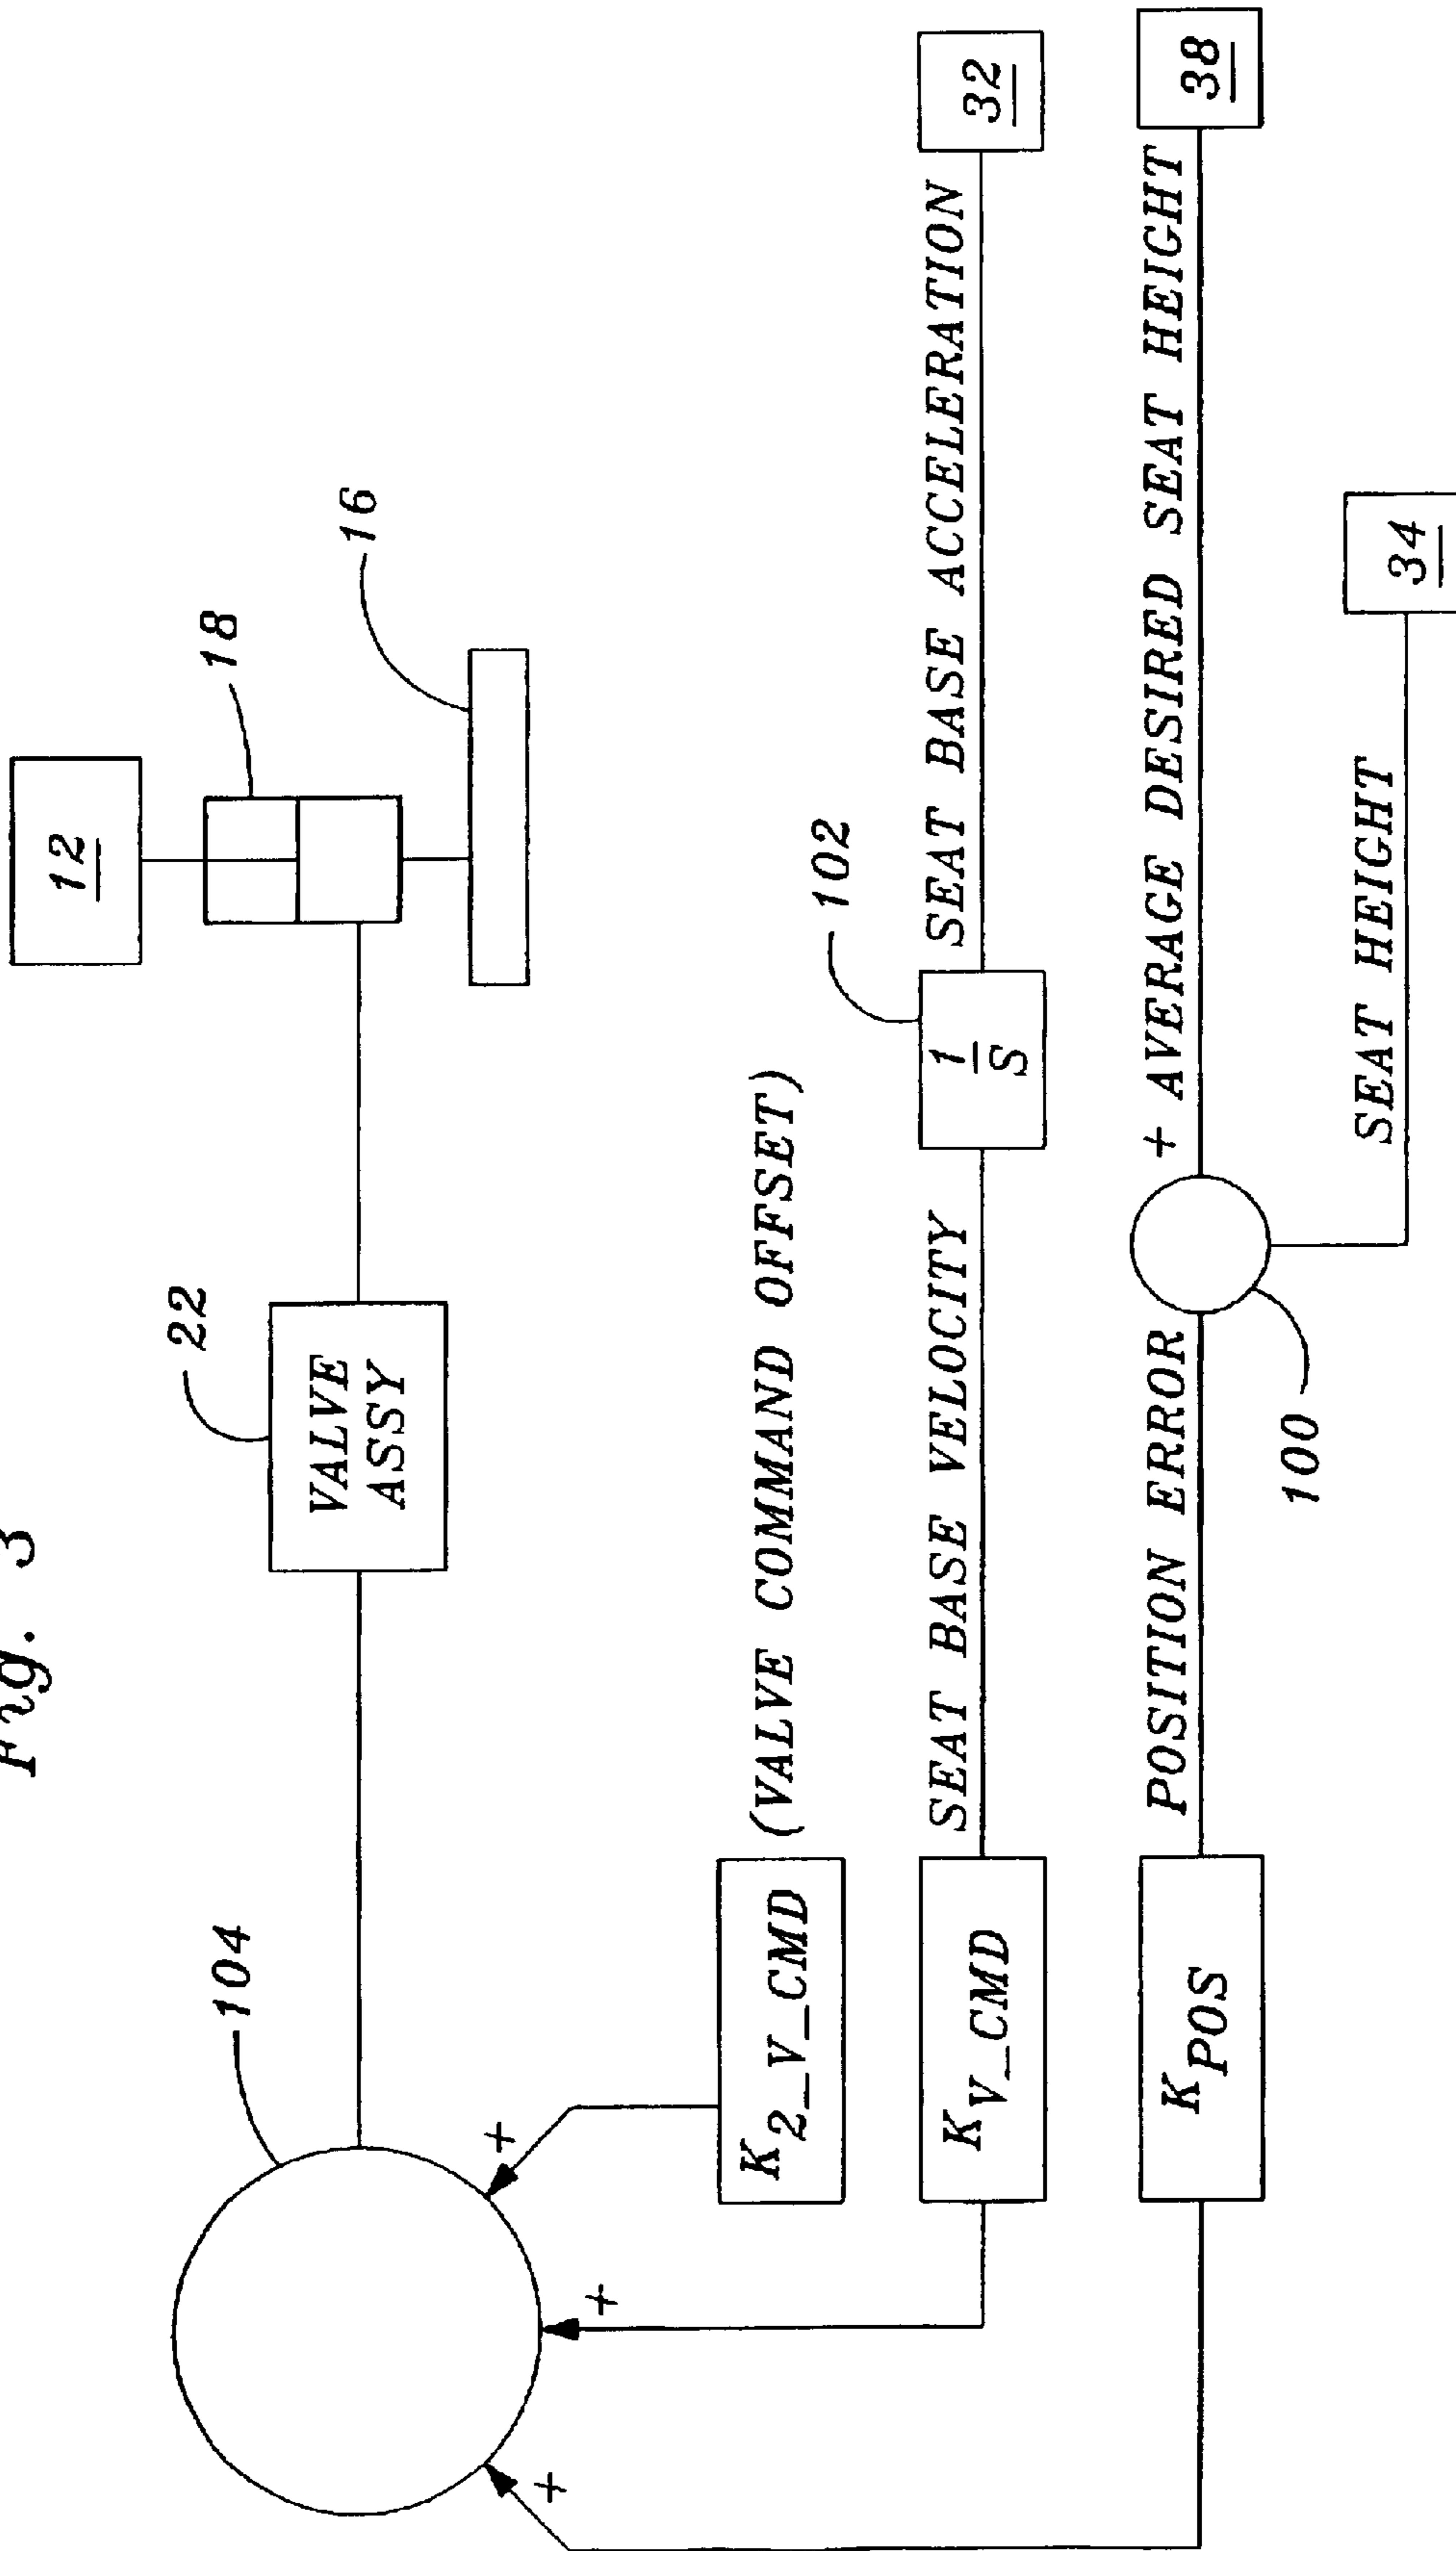 Fig. 3
12
18
16
22
VALVE
ASSY
104
+
+
+
K2_V_CMD
(VALVE COMMAND OFFSET)
102
KV_CMD
SEAT BASE VELOCITY
1
S
SEAT BASE ACCELERATION
32
KPOS
POSITION ERROR
+ AVERAGE DESIRED SEAT HEIGHT
38
100
SEAT HEIGHT
34